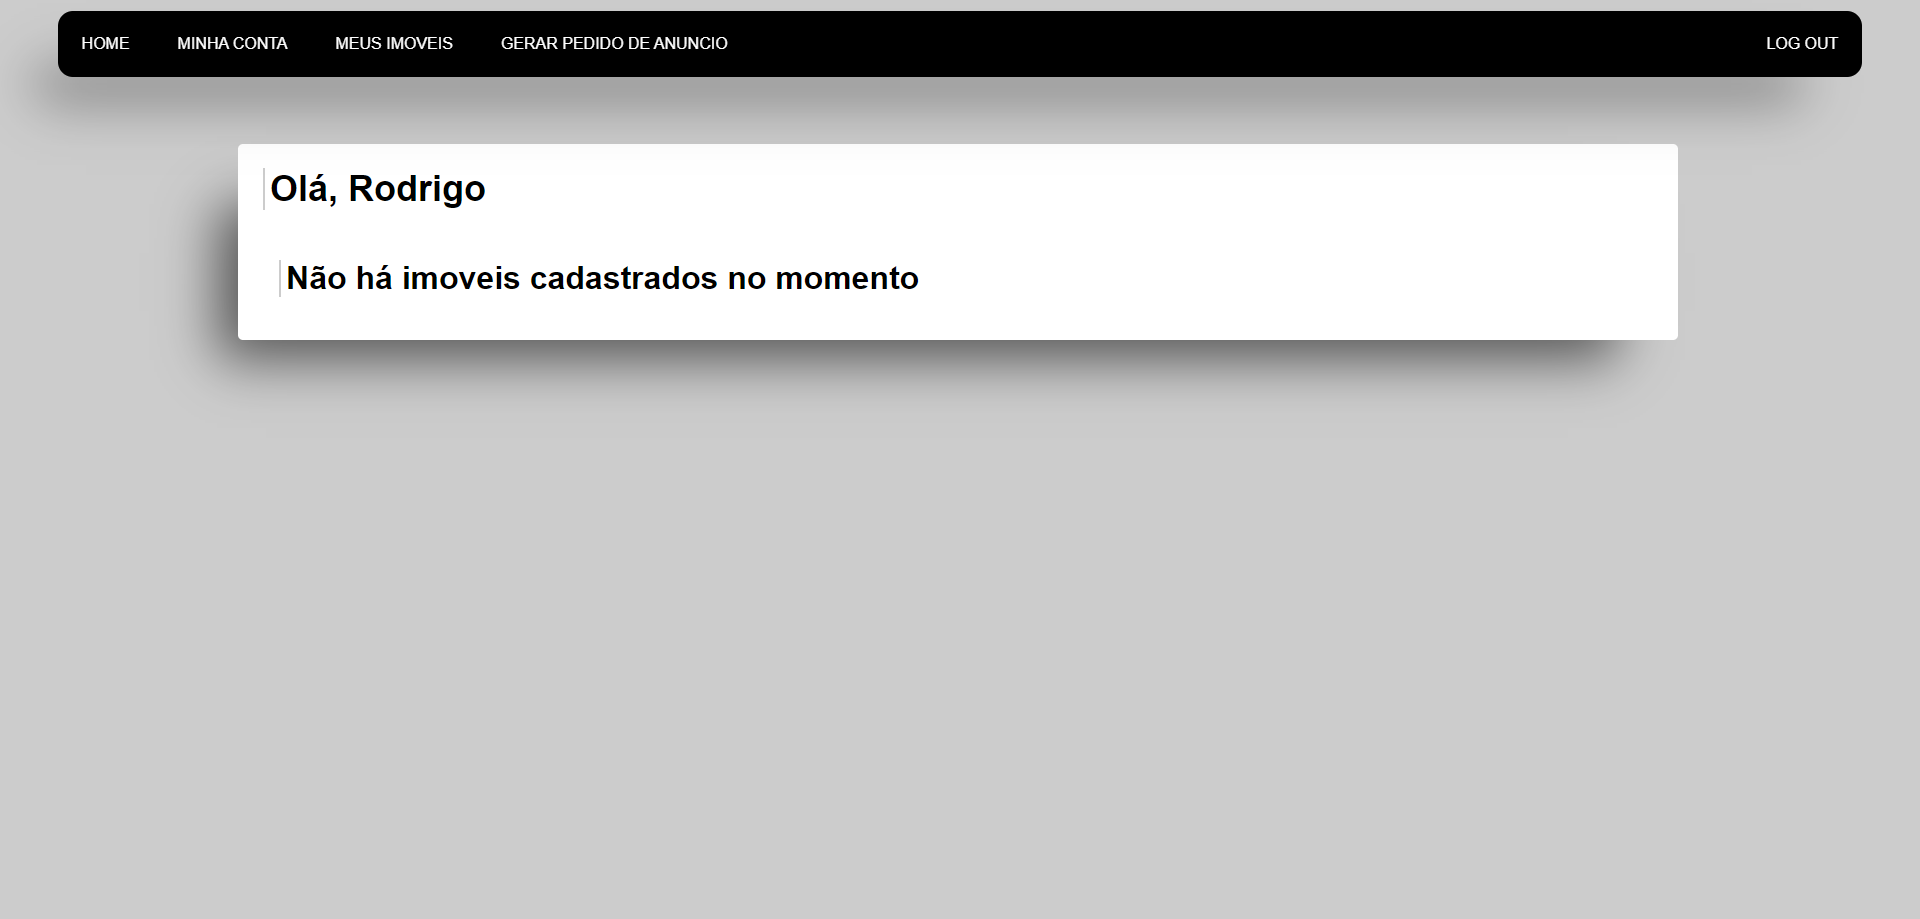 HOME MINHA CONTA MEUS IMOVEIS GERAR PEDIDO DE ANUNCIO LOG OUT
Olá, Rodrigo
Não há imoveis cadastrados no momento